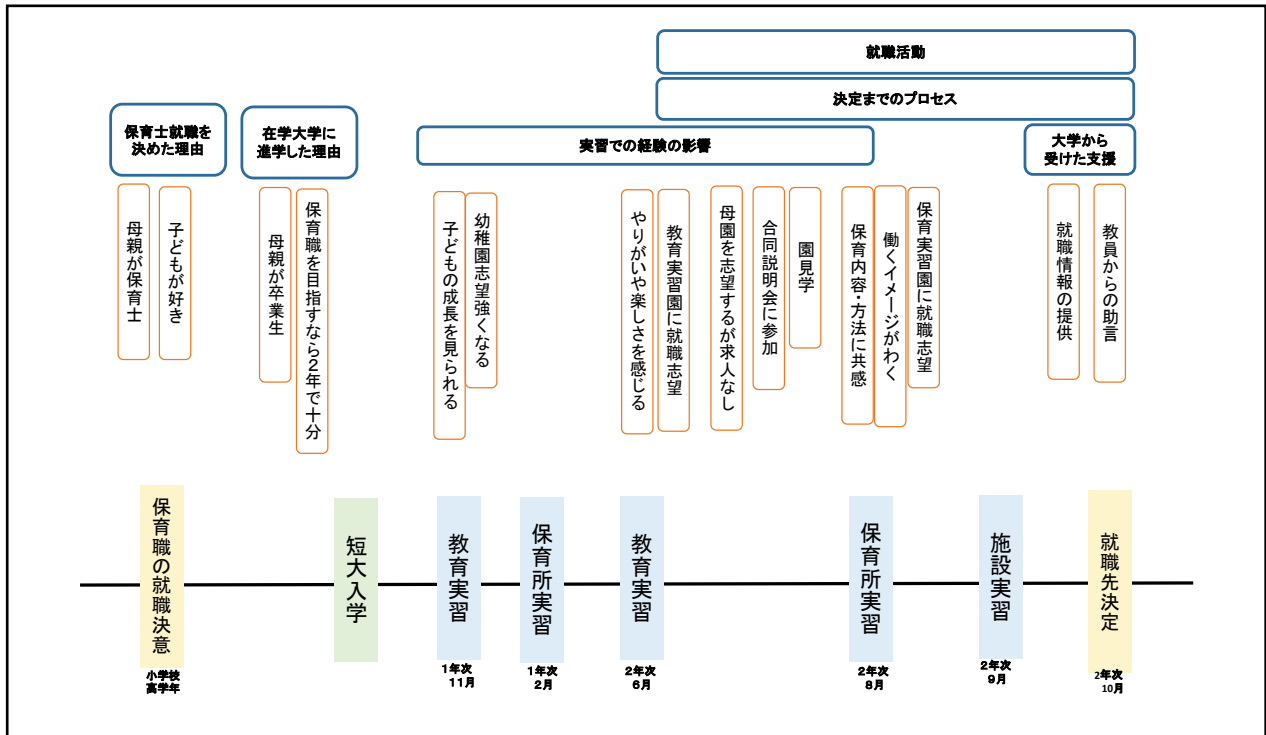 就職活動
決定までのプロセス
保育士就職を
決めた理由
在学大学に
進学した理由
実習での経験の影響
大学から
受けた支援
母親が保育士
子どもが好き
母親が卒業生
保育職を目指すなら2年で十分
子どもの成長を見られる
幼稚園志望強くなる
やりがいや楽しさを感じる
教育実習園に就職志望
母園を志望するが求人なし
合同説明会に参加
園見学
保育内容・方法に共感
働くイメージがわく
保育実習園に就職志望
就職情報の提供
教員からの助言
保育職の就職決意
短大入学
教育実習
保育所実習
教育実習
保育所実習
施設実習
就職先決定
小学校
高学年
1年次
11月
1年次
2月
2年次
6月
2年次
8月
2年次
9月
2年次
10月